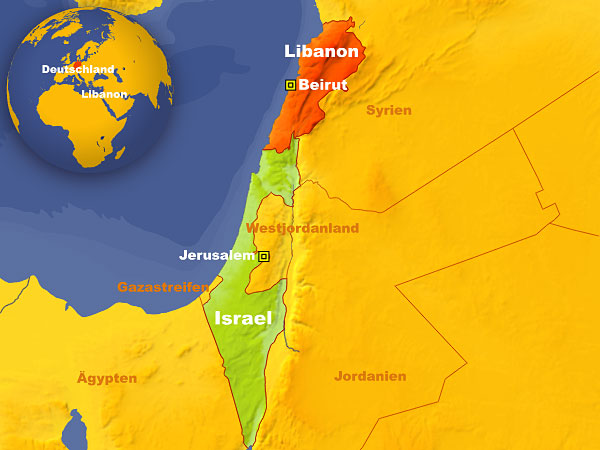 Deutschland
Libanon
Libanon
Beirut
Syrien
Westjordanland
Jerusalem
Gazastreifen
Israel
Ägypten
Jordanien